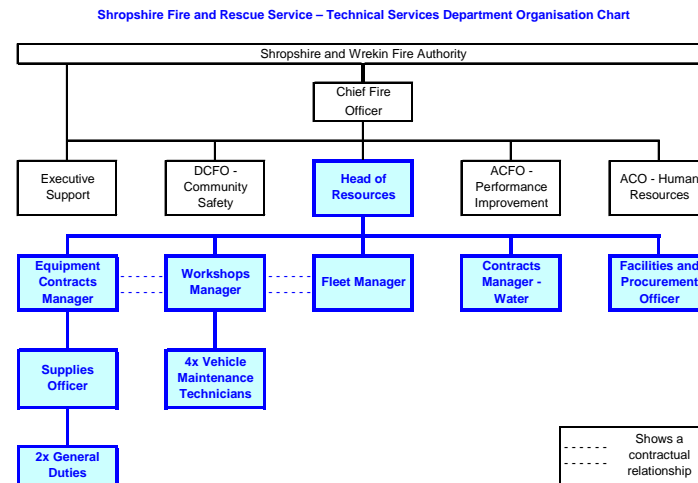 Shropshire Fire and Rescue Service – Technical Services Department Organisation Chart
Shropshire and Wrekin Fire Authority
Chief Fire
Officer
Executive
Support
DCFO -
Community
Safety
Head of
Resources
ACFO -
Performance
Improvement
ACO - Human
Resources
Equipment
Contracts
Manager
Workshops
Manager
Fleet Manager
Contracts
Manager -
Water
Facilities and
Procurement
Officer
Supplies
Officer
4x Vehicle
Maintenance
Technicians
2x General
Duties
Shows a
contractual
relationship